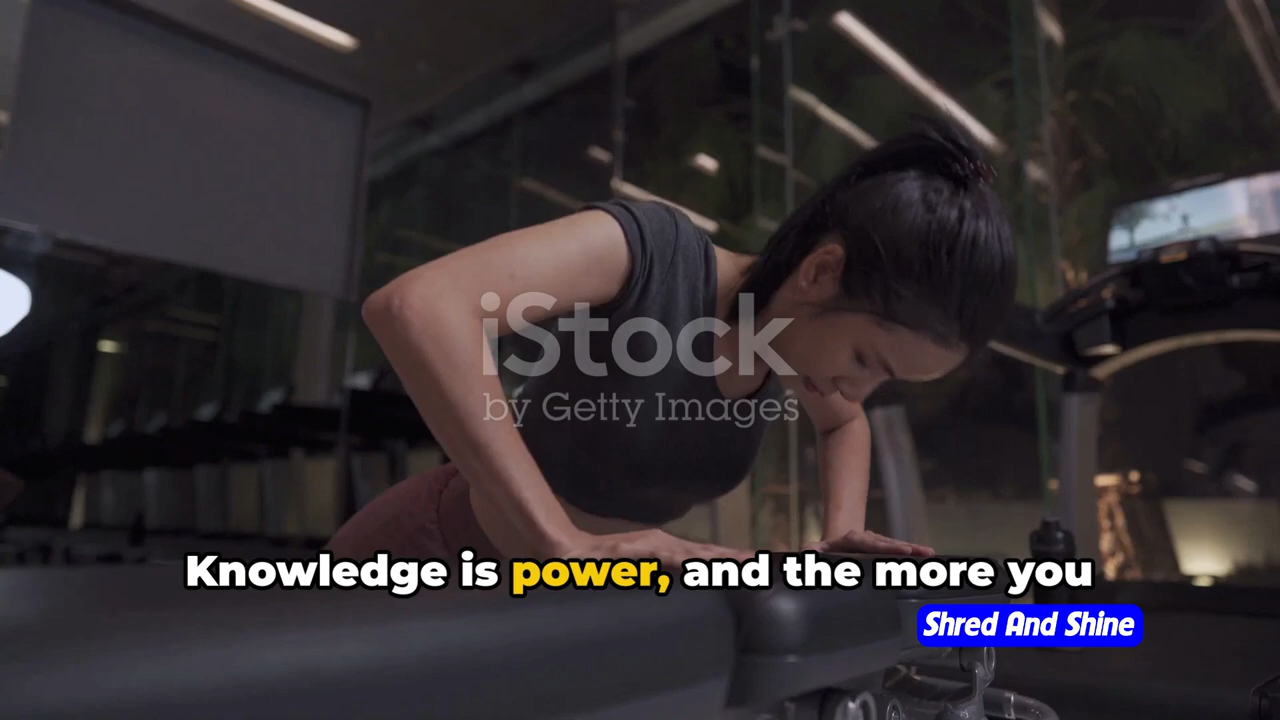 iStock
by Getty Images
Knowledge is power, and the more you
Shred And Shine